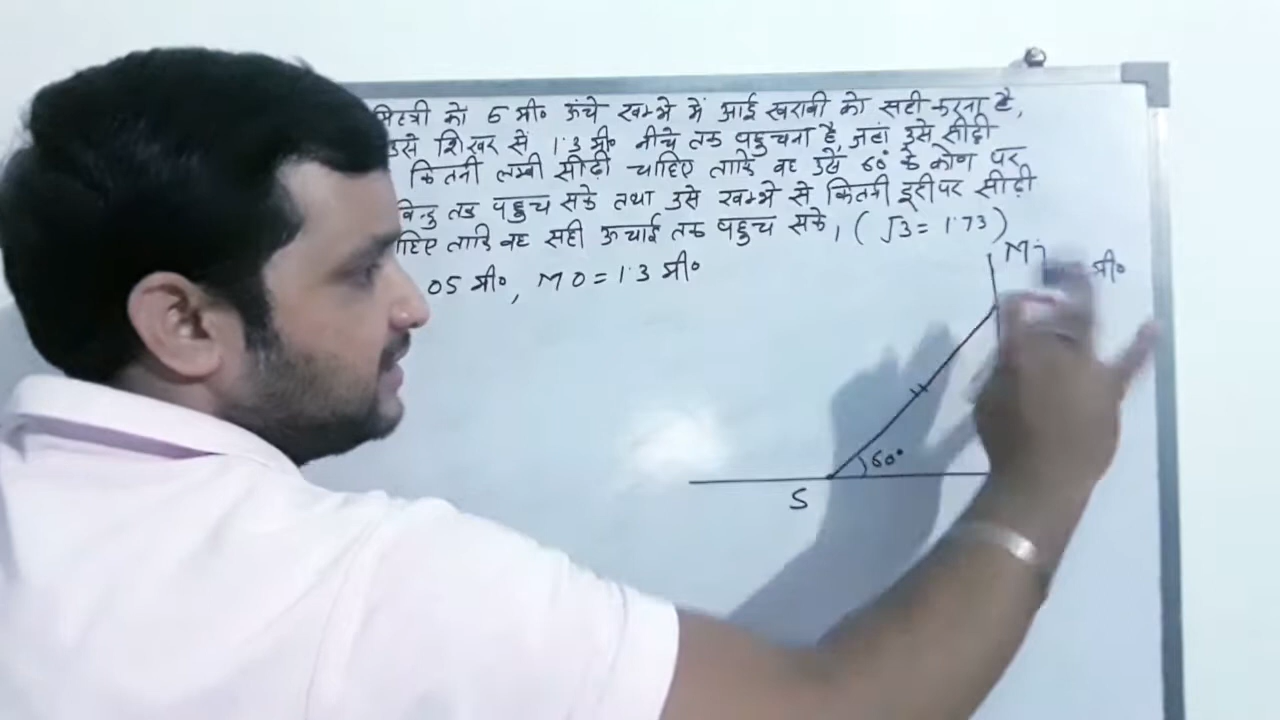 मिस्त्री को 5 मी० ऊंचे खम्भे में आई खराबी को सही करना है,
उसे शिखर से 1.3 मी० नीचे तक पहुचना है, जहां उसे सीढ़ी
कितनी लम्बी सीढ़ी चाहिए ताकि वह उसे 60° के कोण पर
बिन्दु तक पहुच सके तथा उसे खम्भे से कितनी दूरी पर सीढ़ी
ताकि वह सही ऊचाई तक पहुच सके, ( √3 = 1.73 )
05 मी०, MO = 1.3 मी०
M
मी०
60°
S